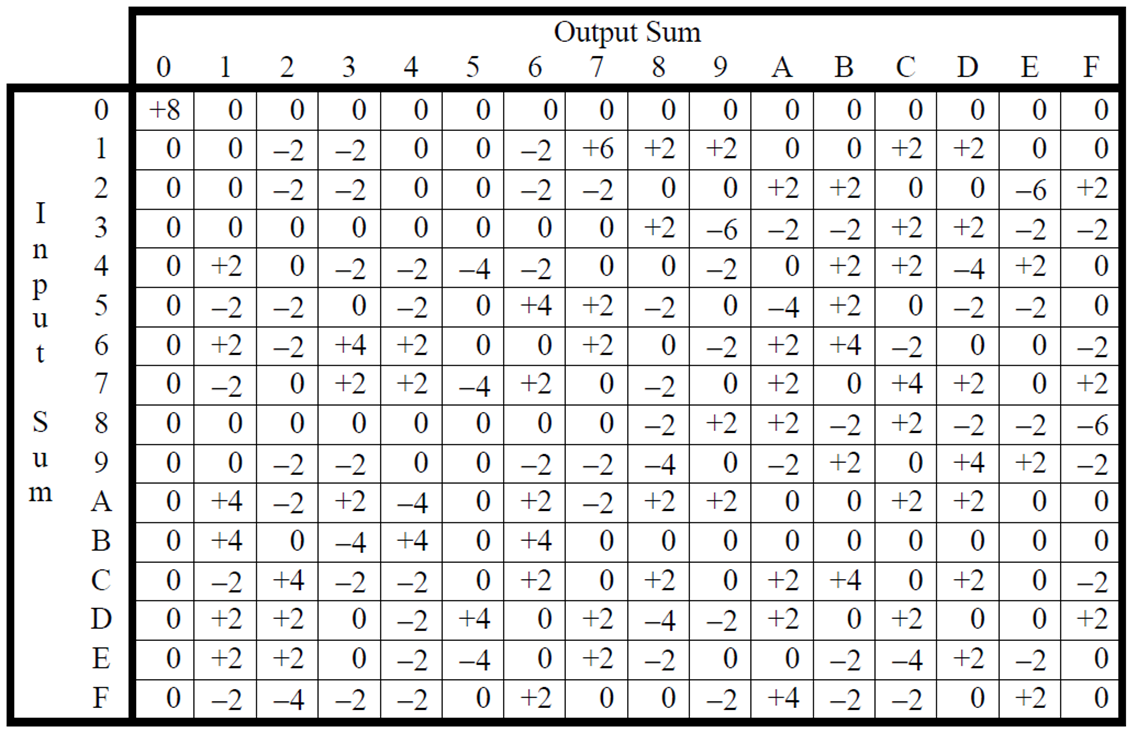 Output Sum
0 1 2 3 4 5 6 7 8 9 A B C D E F
Input Sum
0 +8 0 0 0 0 0 0 0 0 0 0 0 0 0 0 0
1 0 0 –2 –2 0 0 –2 +6 +2 +2 0 0 +2 +2 0 0
2 0 0 –2 –2 0 0 –2 –2 0 0 +2 +2 0 0 –6 +2
3 0 0 0 0 0 0 0 0 +2 –6 –2 –2 +2 +2 –2 –2
4 0 +2 0 –2 –2 –4 –2 0 0 –2 0 +2 +2 –4 +2 0
5 0 –2 –2 0 –2 0 +4 +2 –2 0 –4 +2 0 –2 –2 0
6 0 +2 –2 +4 +2 0 0 +2 0 –2 +2 +4 –2 0 0 –2
7 0 –2 0 +2 +2 –4 +2 0 –2 0 +2 0 +4 +2 0 +2
8 0 0 0 0 0 0 0 0 –2 +2 +2 –2 +2 –2 –2 –6
9 0 0 –2 –2 0 0 –2 –2 –4 0 –2 +2 0 +4 +2 –2
A 0 +4 –2 +2 –4 0 +2 –2 +2 +2 0 0 +2 +2 0 0
B 0 +4 0 –4 +4 0 +4 0 0 0 0 0 0 0 0 0
C 0 –2 +4 –2 –2 0 +2 0 +2 0 +2 +4 0 +2 0 –2
D 0 +2 +2 0 –2 +4 0 +2 –4 –2 +2 0 +2 0 0 +2
E 0 +2 +2 0 –2 –4 0 +2 –2 0 0 –2 –4 +2 –2 0
F 0 –2 –4 –2 –2 0 +2 0 0 –2 +4 –2 –2 0 +2 0